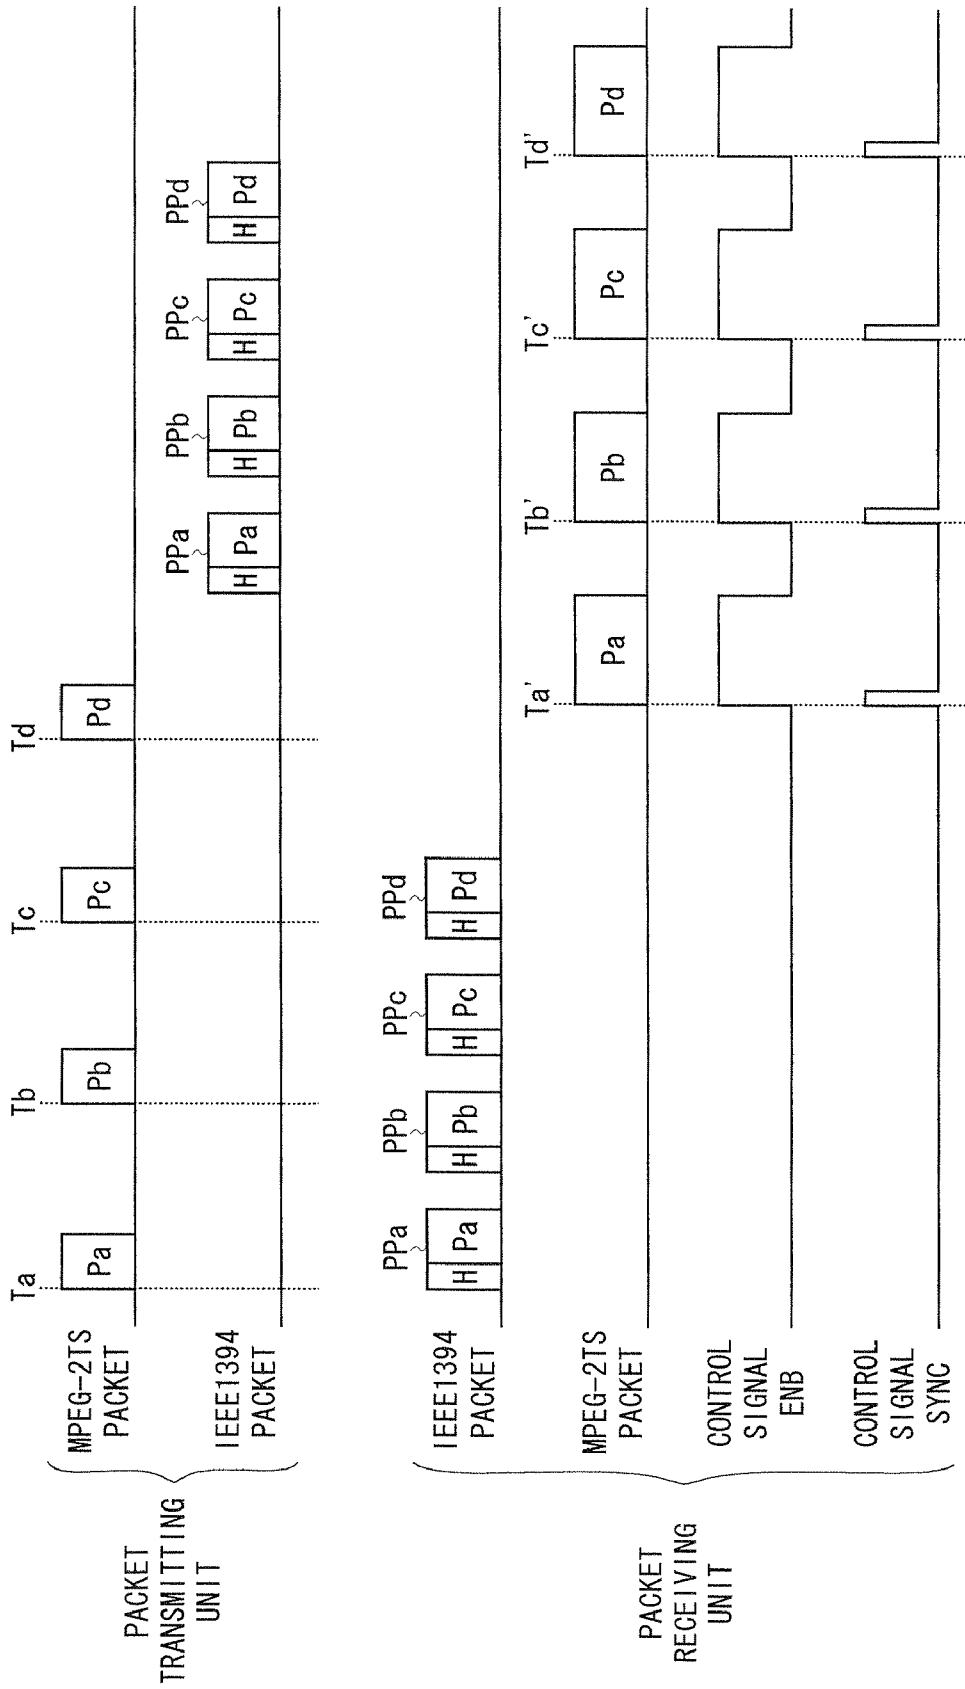 PACKET
TRANSMITTING
UNIT
MPEG-2TS
PACKET
Ta Tb Tc Td
Pa Pb Pc Pd
IEEE1394
PACKET
PPa PPb PPc PPd
H Pa H Pb H Pc H Pd
PACKET
RECEIVING
UNIT
IEEE1394
PACKET
PPa PPb PPc PPd
H Pa H Pb H Pc H Pd
MPEG-2TS
PACKET
Ta' Tb' Tc' Td'
Pa Pb Pc Pd
CONTROL
SIGNAL
ENB
CONTROL
SIGNAL
SYNC